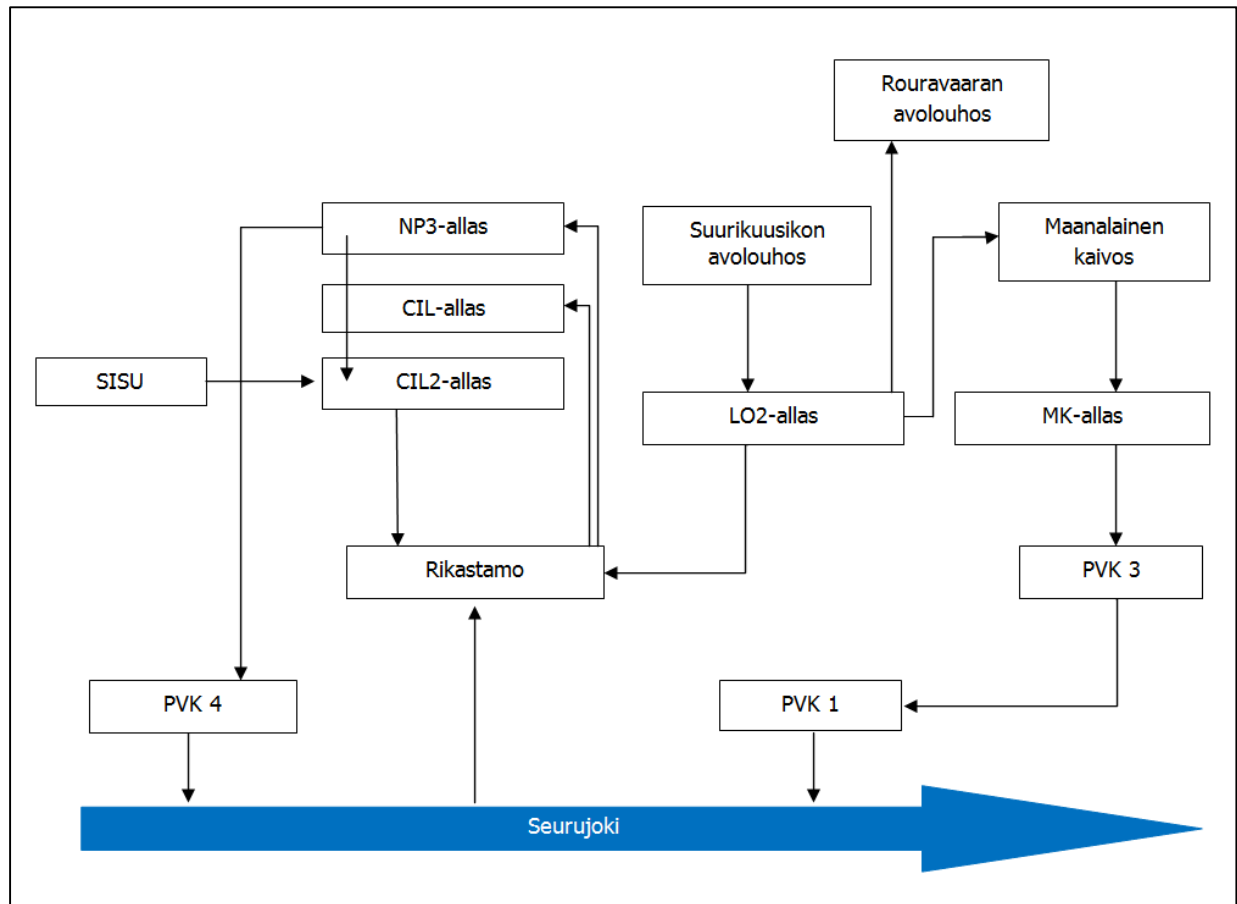 Rouravaaran
avolouhos
NP3-allas
Suurikuusikon
avolouhos
Maanalainen
kaivos
CIL-allas
SISU
CIL2-allas
LO2-allas
MK-allas
Rikastamo
PVK 3
PVK 4
PVK 1
Seurujoki